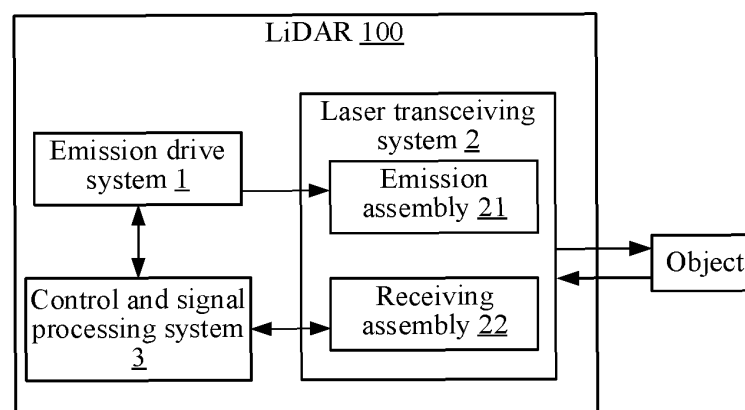 LiDAR 100
Laser transceiving
system 2
Emission drive
system 1
Emission
assembly 21
Object
Control and signal
processing system
3
Receiving
assembly 22